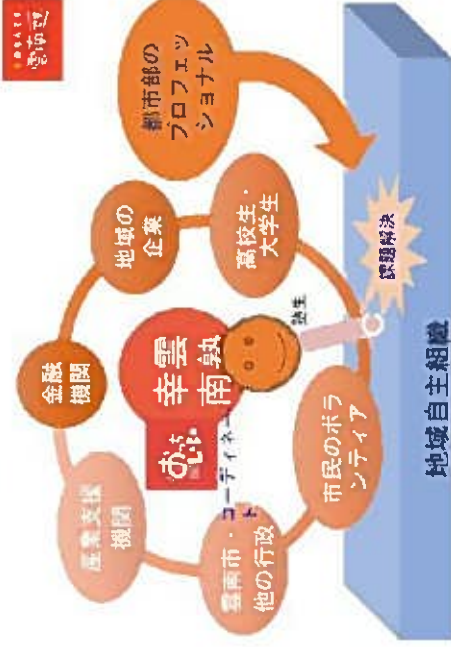 金融
機関
地域の
企業
都市部の
プロフェッ
ショナル
産業支援
機関
幸雲
南塾
高校生・
大学生
コーディネー
ト
塾生
雲南市・
他の行政
市民のボラ
ンティア
課題解決
地域自主組織